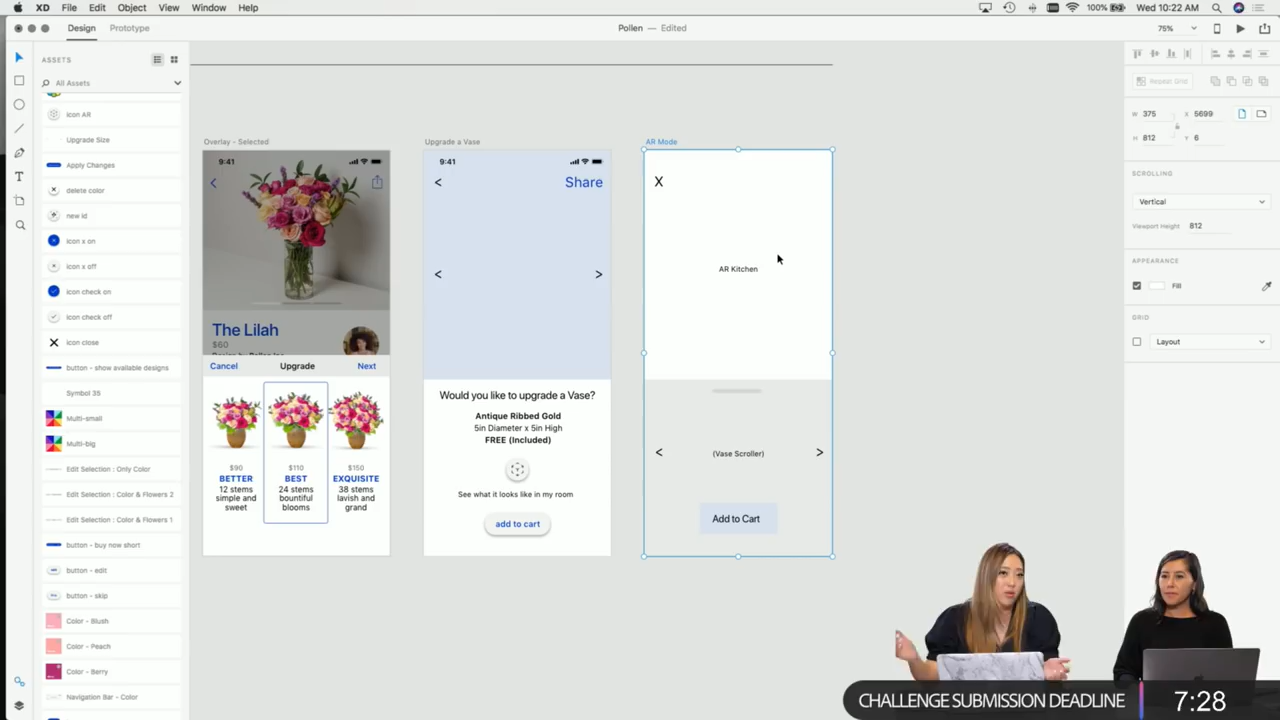 XD File Edit Object View Window Help
100% Wed 10:22 AM
Design Prototype
Pollen — Edited
75%
ASSETS
All Assets
icon AR
Upgrade Size
Apply Changes
delete color
new id
icon x on
icon x off
icon check on
icon check off
icon close
button - show available designs
Symbol 35
Multi-small
Multi-big
Edit Selection : Only Color
Edit Selection : Color & Flowers 2
Edit Selection : Color & Flowers 1
button - buy now short
button - edit
button - skip
Color - Blush
Color - Peach
Color - Berry
Navigation Bar - Color
Overlay - Selected
9:41
The Lilah
$60
Cancel Upgrade Next
$90 $110 $150
BETTER BEST EXQUISITE
12 stems 24 stems 38 stems
simple and bountiful lavish and
sweet blooms grand
Upgrade a Vase
9:41
< Share
< >
Would you like to upgrade a Vase?
Antique Ribbed Gold
5in Diameter x 5in High
FREE (Included)
See what it looks like in my room
add to cart
AR Mode
X
AR Kitchen
< (Vase Scroller) >
Add to Cart
Repeat Grid
W 375 X 5699
H 812 Y 6
SCROLLING
Vertical
Viewport Height 812
APPEARANCE
Fill
GRID
Layout
CHALLENGE SUBMISSION DEADLINE 7:28